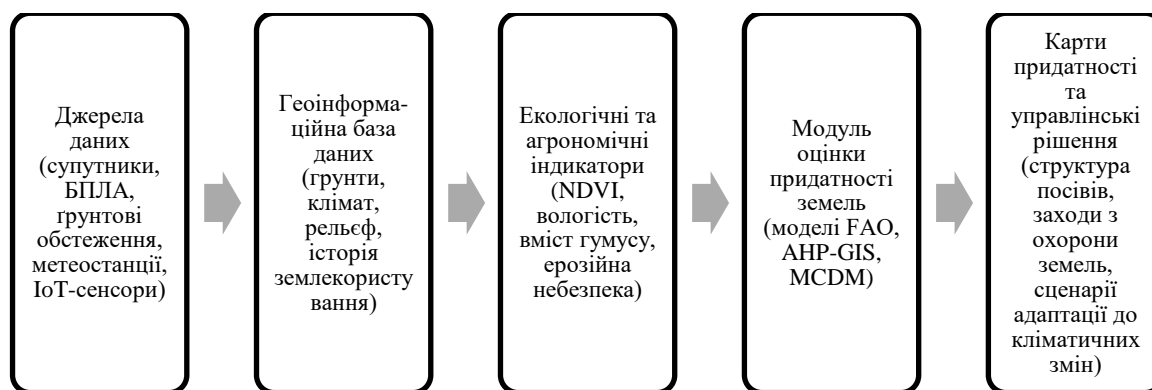 Джерела
даних
(супутники,
БПЛА,
ґрунтові
обстеження,
метеостанції,
IoT-сенсори)
Геоінформа-
ційна база
даних
(грунти,
клімат,
рельєф,
історія
землекористу
вання)
Екологічні та
агрономічні
індикатори
(NDVI,
вологість,
вміст гумусу,
ерозійна
небезпека)
Модуль
оцінки
придатності
земель
(моделі FAO,
AHP-GIS,
MCDM)
Карти
придатності
та
управлінські
рішення
(структура
посівів,
заходи з
охорони
земель,
сценарії
адаптації до
кліматичних
змін)